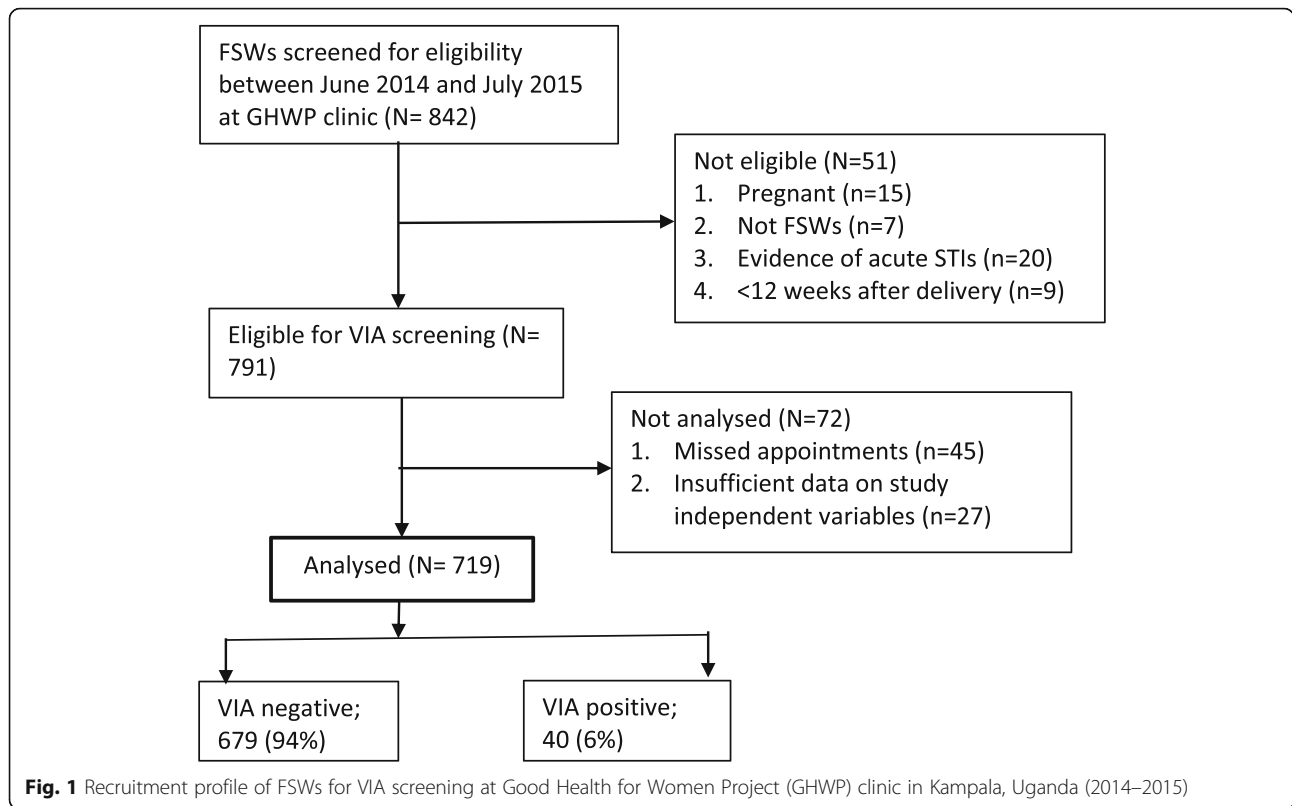 FSWs screened for eligibility
between June 2014 and July 2015
at GHWP clinic (N= 842)
Not eligible (N=51)
1. Pregnant (n=15)
2. Not FSWs (n=7)
3. Evidence of acute STIs (n=20)
4. <12 weeks after delivery (n=9)
Eligible for VIA screening (N=
791)
Not analysed (N=72)
1. Missed appointments (n=45)
2. Insufficient data on study
independent variables (n=27)
Analysed (N= 719)
VIA negative;
679 (94%)
VIA positive;
40 (6%)
Fig. 1 Recruitment profile of FSWs for VIA screening at Good Health for Women Project (GHWP) clinic in Kampala, Uganda (2014–2015)